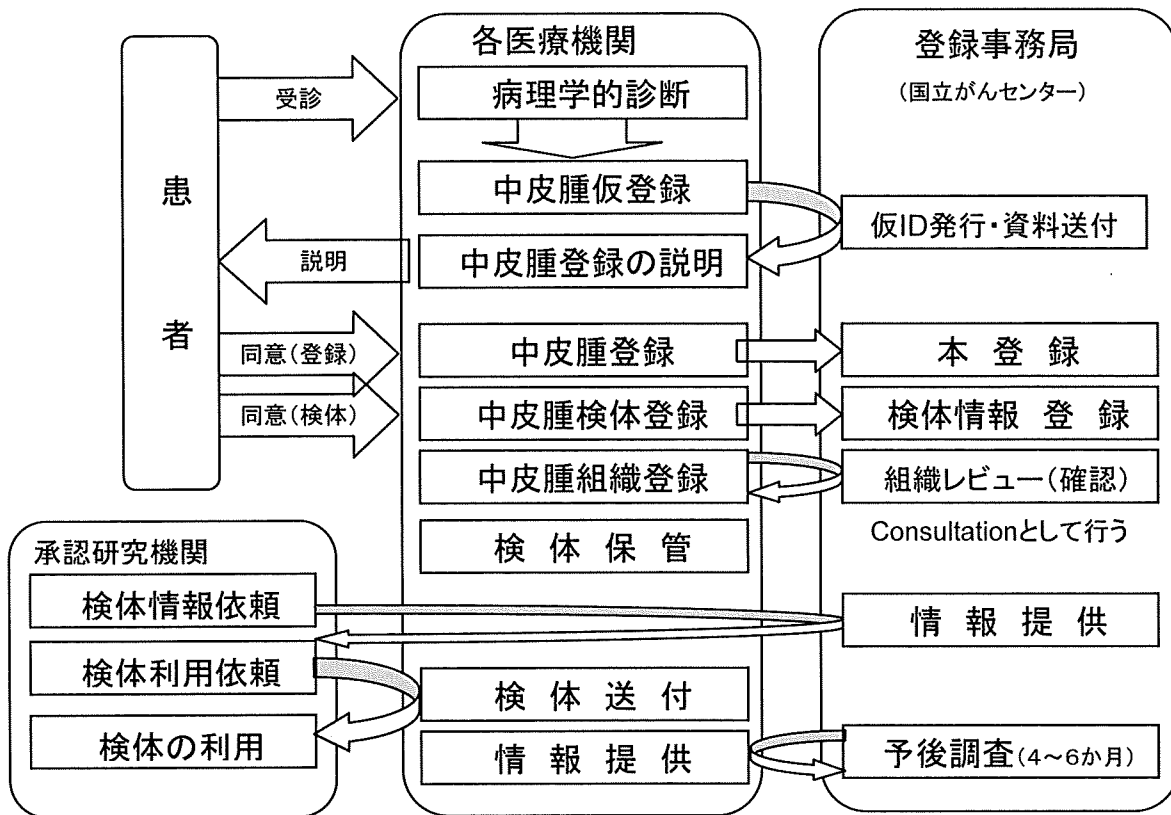 患者
受診
説明
同意(登録)
同意(検体)
各医療機関
病理学的診断
中皮腫仮登録
中皮腫登録の説明
中皮腫登録
中皮腫検体登録
中皮腫組織登録
検体保管
検体送付
情報提供
登録事務局
(国立がんセンター)
仮ID発行・資料送付
本登録
検体情報 登録
組織レビュー(確認)
Consultationとして行う
情報提供
予後調査(4~6か月)
承認研究機関
検体情報依頼
検体利用依頼
検体の利用